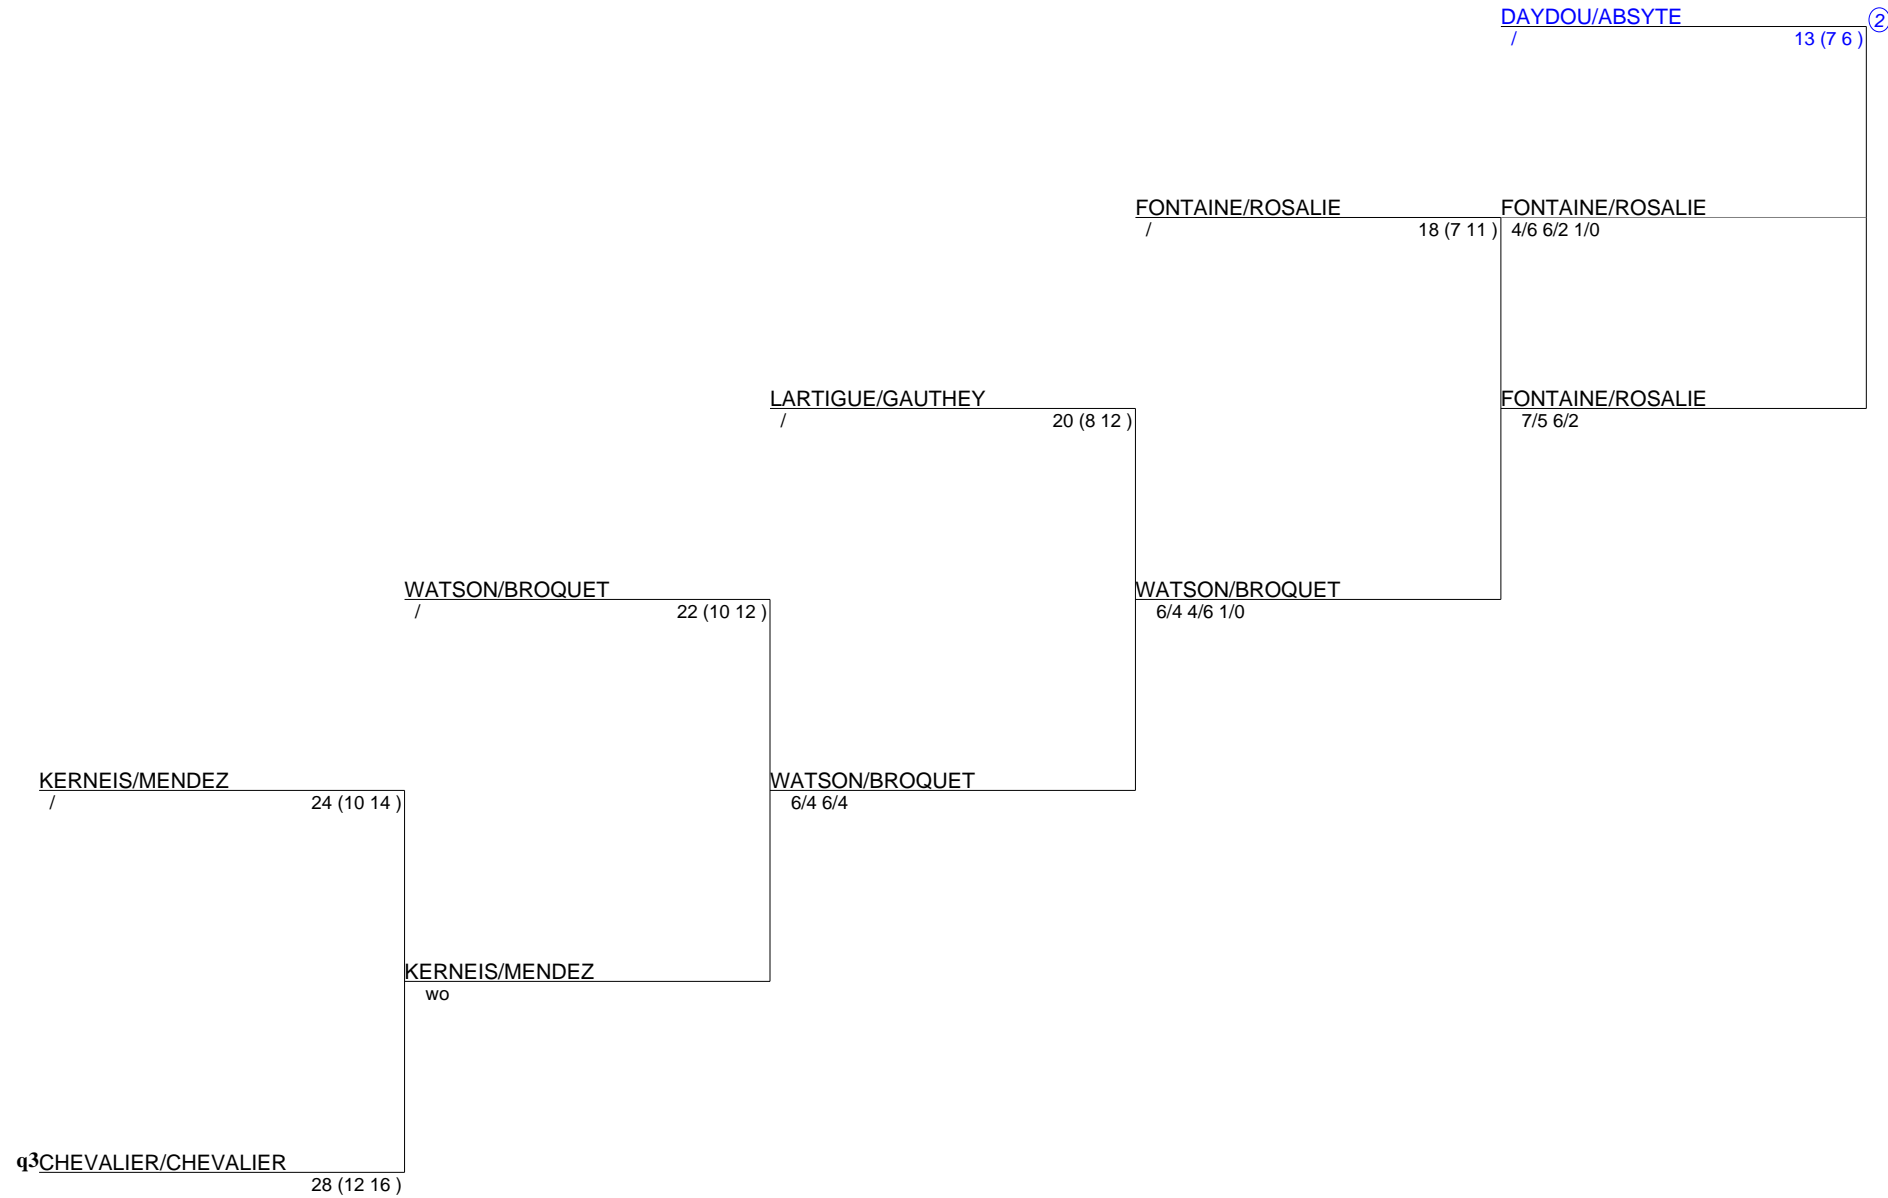 DAYDOU/ABSYTE 2
/ 13 (7 6 )
FONTAINE/ROSALIE FONTAINE/ROSALIE
/ 18 (7 11 ) 4/6 6/2 1/0
LARTIGUE/GAUTHEY FONTAINE/ROSALIE
/ 20 (8 12 ) 7/5 6/2
WATSON/BROQUET WATSON/BROQUET
/ 22 (10 12 ) 6/4 4/6 1/0
KERNEIS/MENDEZ WATSON/BROQUET
/ 24 (10 14 ) 6/4 6/4
KERNEIS/MENDEZ
wo
q3 CHEVALIER/CHEVALIER
28 (12 16 )